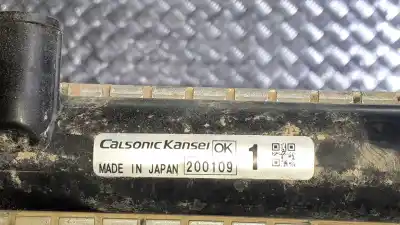 Calsonic Kansei OK
MADE IN JAPAN 200109 1